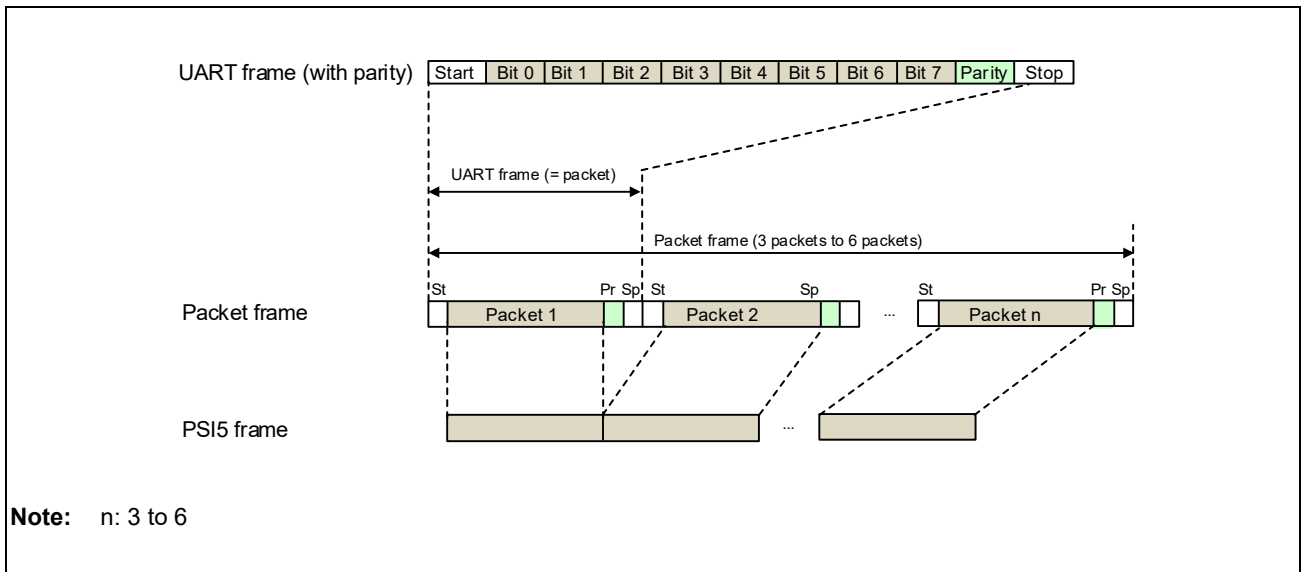 UART frame (with parity) Start Bit 0 Bit 1 Bit 2 Bit 3 Bit 4 Bit 5 Bit 6 Bit 7 Parity Stop
UART frame (= packet)
Packet frame (3 packets to 6 packets)
St Pr Sp St Sp St Pr Sp
Packet frame Packet 1 Packet 2 ... Packet n
PSI5 frame ...
Note: n: 3 to 6